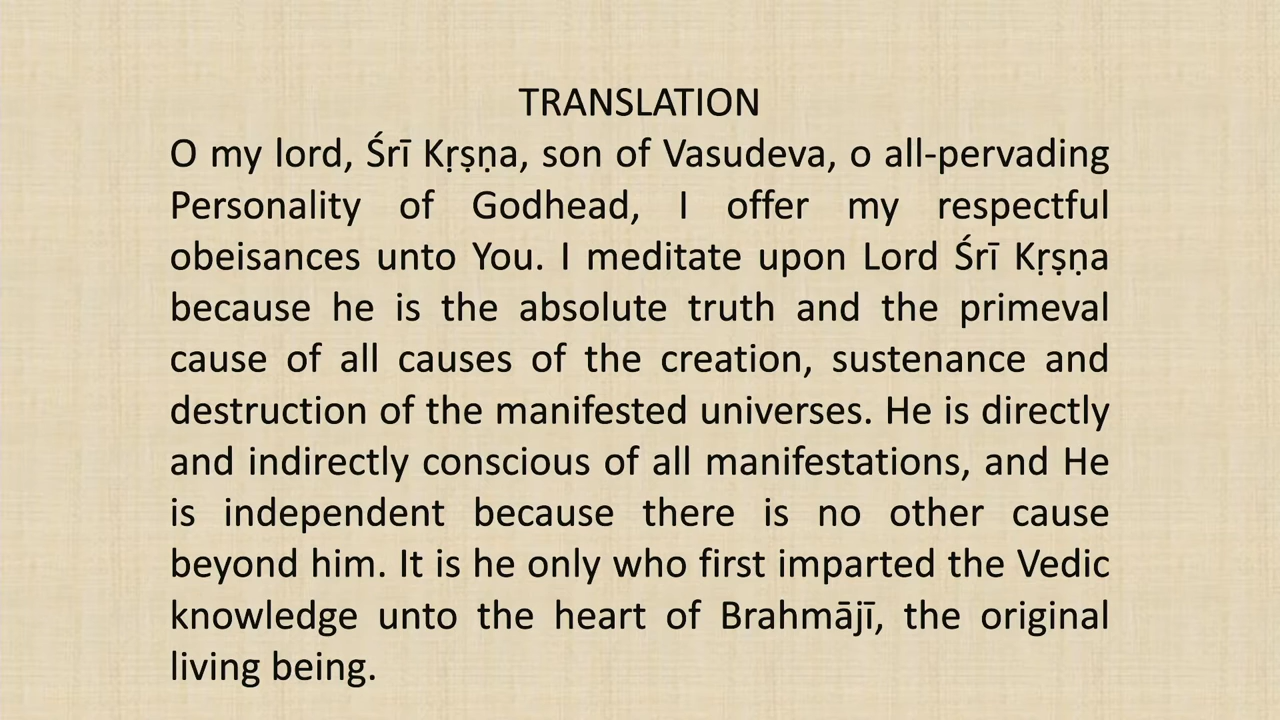 TRANSLATION
O my lord, Śrī Kṛṣṇa, son of Vasudeva, o all-pervading
Personality of Godhead, I offer my respectful
obeisances unto You. I meditate upon Lord Śrī Kṛṣṇa
because he is the absolute truth and the primeval
cause of all causes of the creation, sustenance and
destruction of the manifested universes. He is directly
and indirectly conscious of all manifestations, and He
is independent because there is no other cause
beyond him. It is he only who first imparted the Vedic
knowledge unto the heart of Brahmājī, the original
living being.